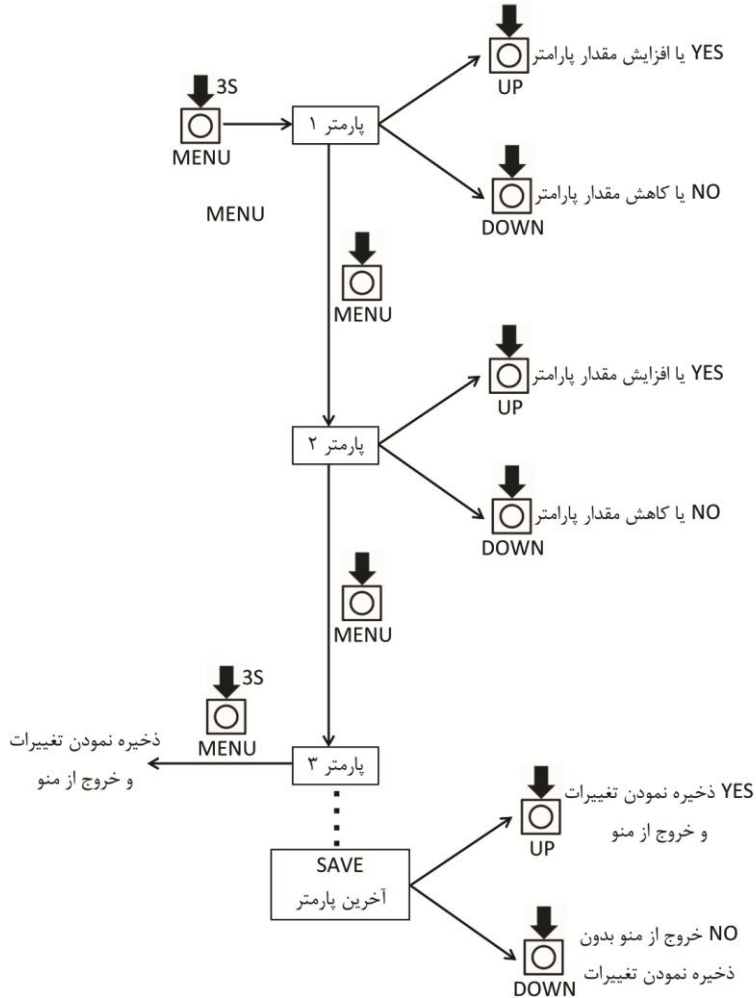 YES یا افزایش مقدار پارامتر
UP
3S
MENU
پارمتر ۱
NO یا کاهش مقدار پارامتر
DOWN
MENU
MENU
YES یا افزایش مقدار پارامتر
UP
پارمتر ۲
NO یا کاهش مقدار پارامتر
DOWN
MENU
3S
MENU
ذخیره نمودن تغییرات
و خروج از منو
پارمتر ۳
YES ذخیره نمودن تغییرات
و خروج از منو
UP
SAVE
آخرین پارمتر
NO خروج از منو بدون
ذخیره نمودن تغییرات
DOWN